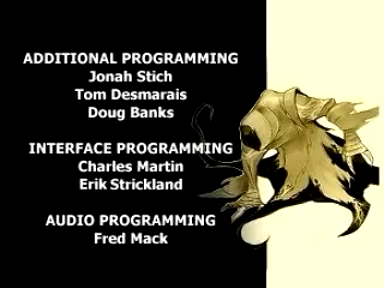 ADDITIONAL PROGRAMMING
Jonah Stich
Tom Desmarais
Doug Banks
INTERFACE PROGRAMMING
Charles Martin
Erik Strickland
AUDIO PROGRAMMING
Fred Mack